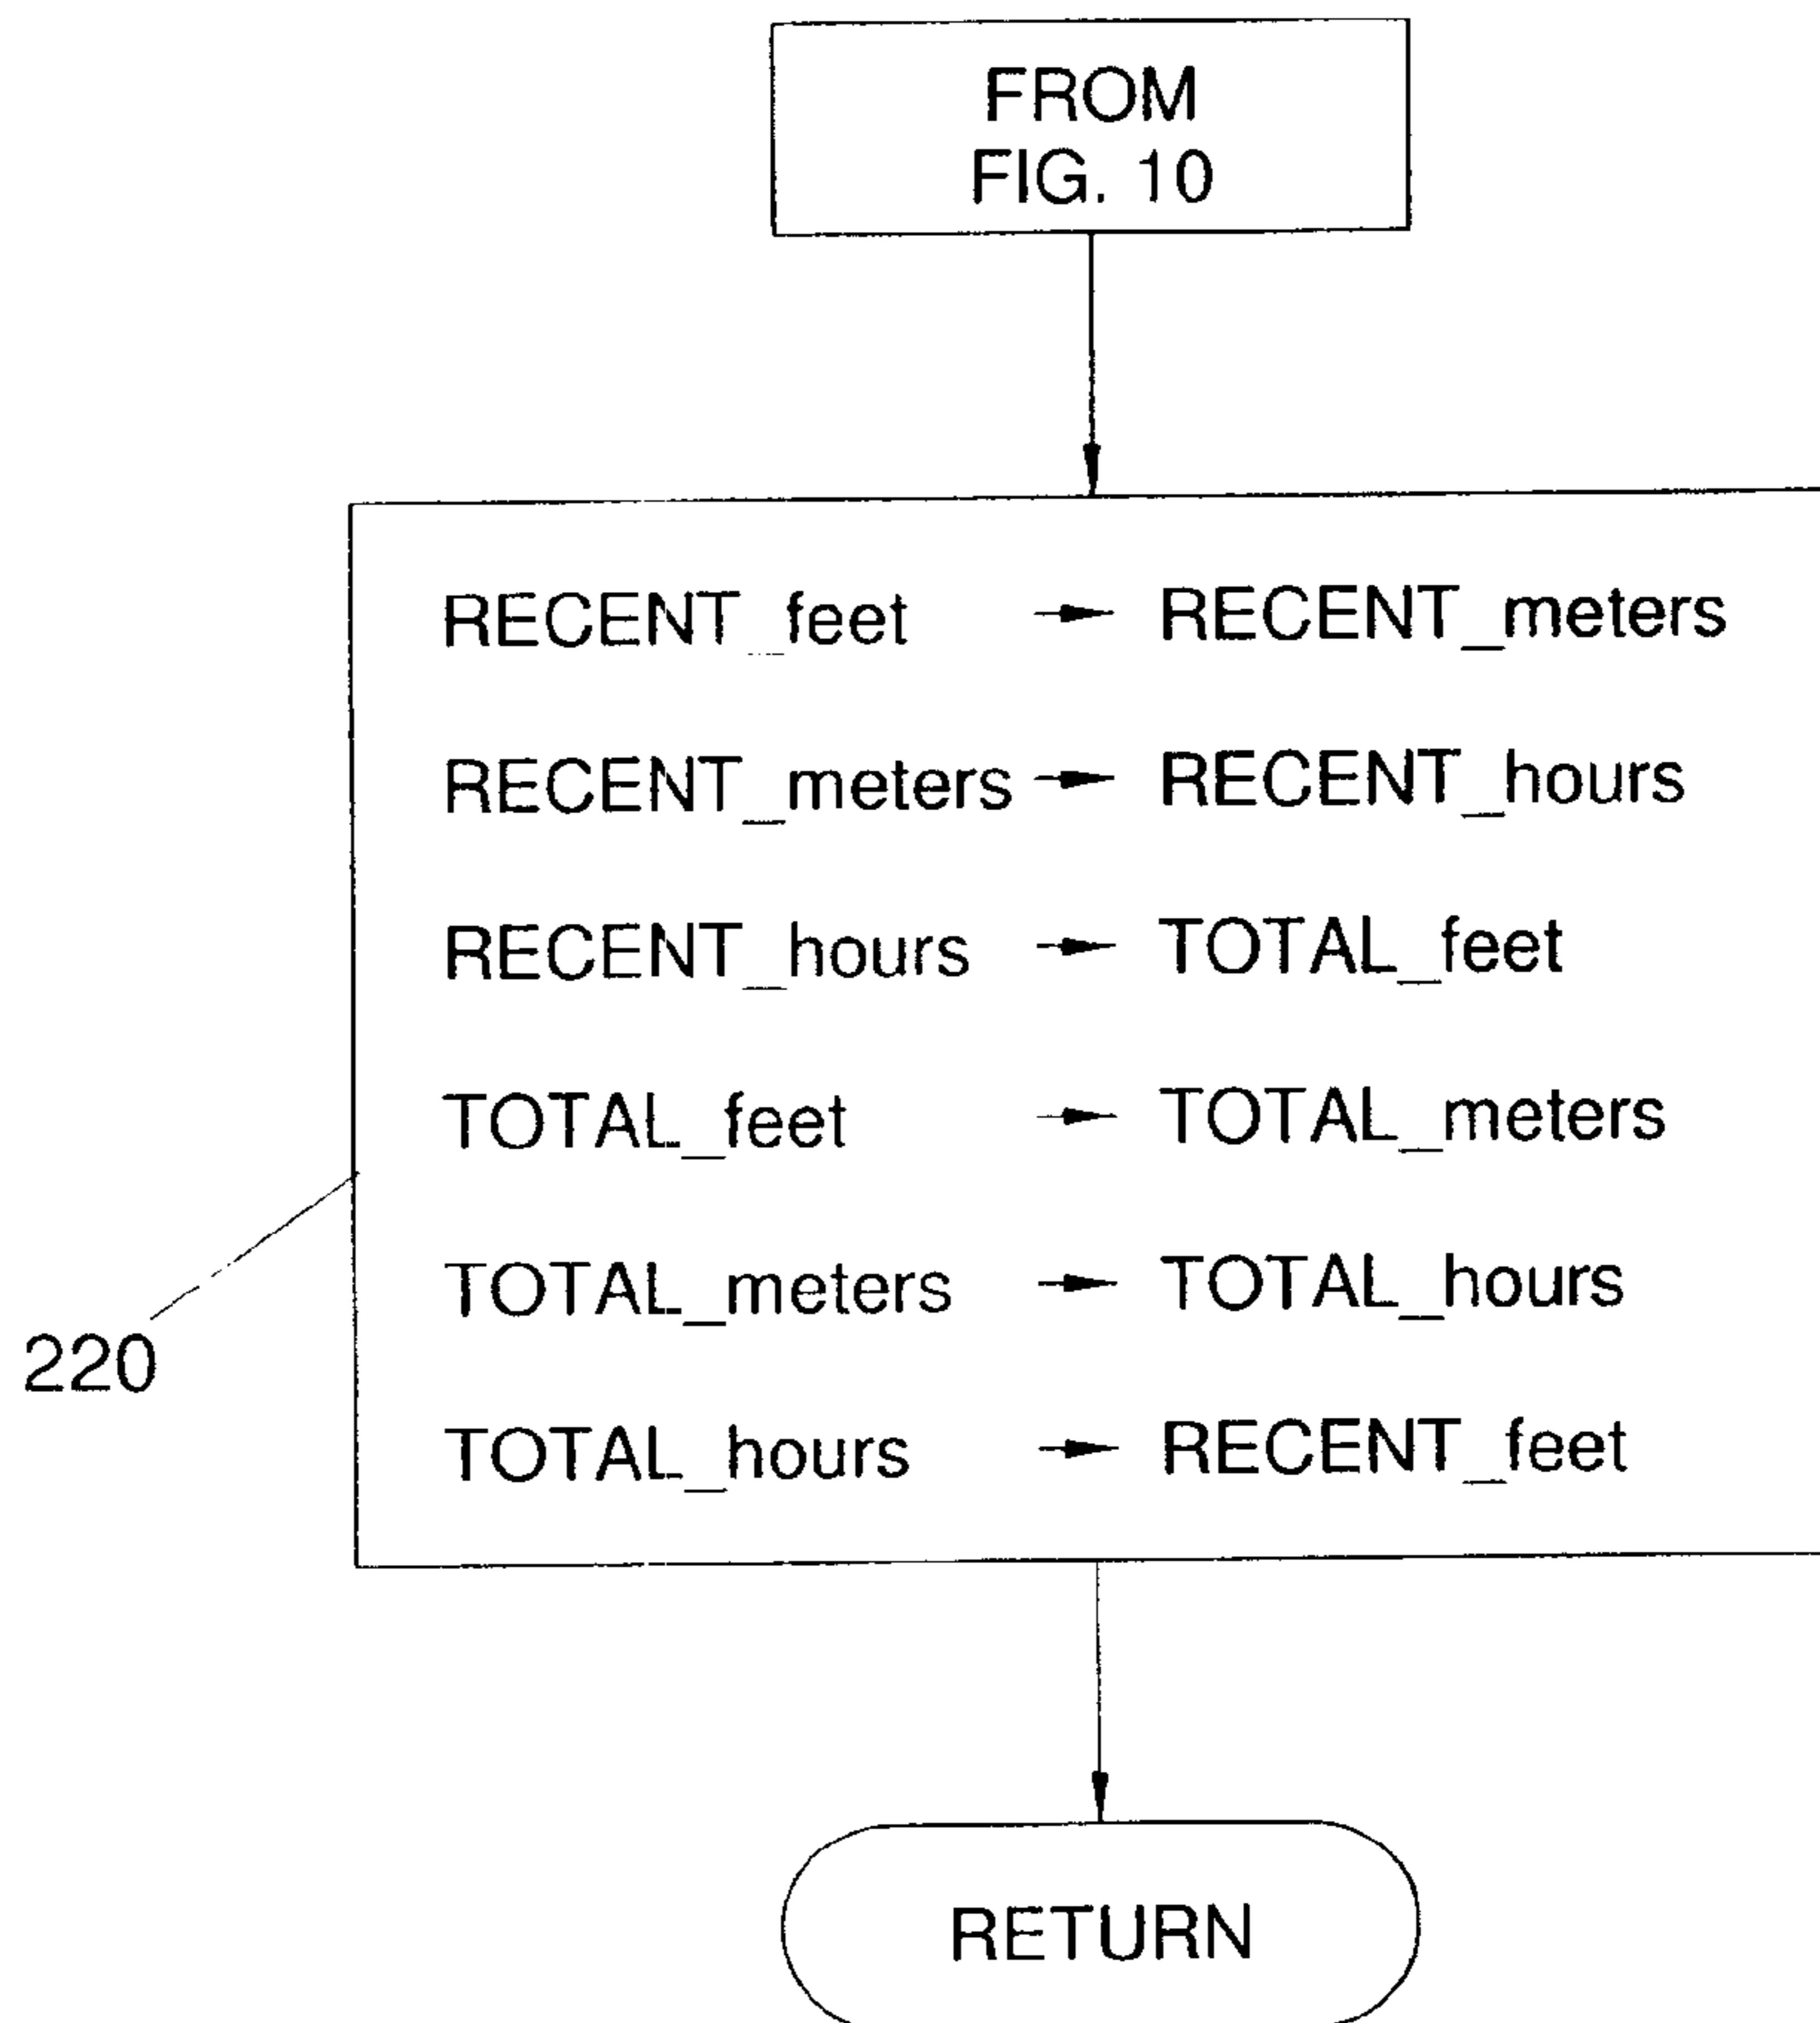 FROM
FIG. 10
RECENT_feet → RECENT_meters
RECENT_meters → RECENT_hours
RECENT_hours → TOTAL_feet
TOTAL_feet → TOTAL_meters
TOTAL_meters → TOTAL_hours
220
TOTAL_hours → RECENT_feet
RETURN